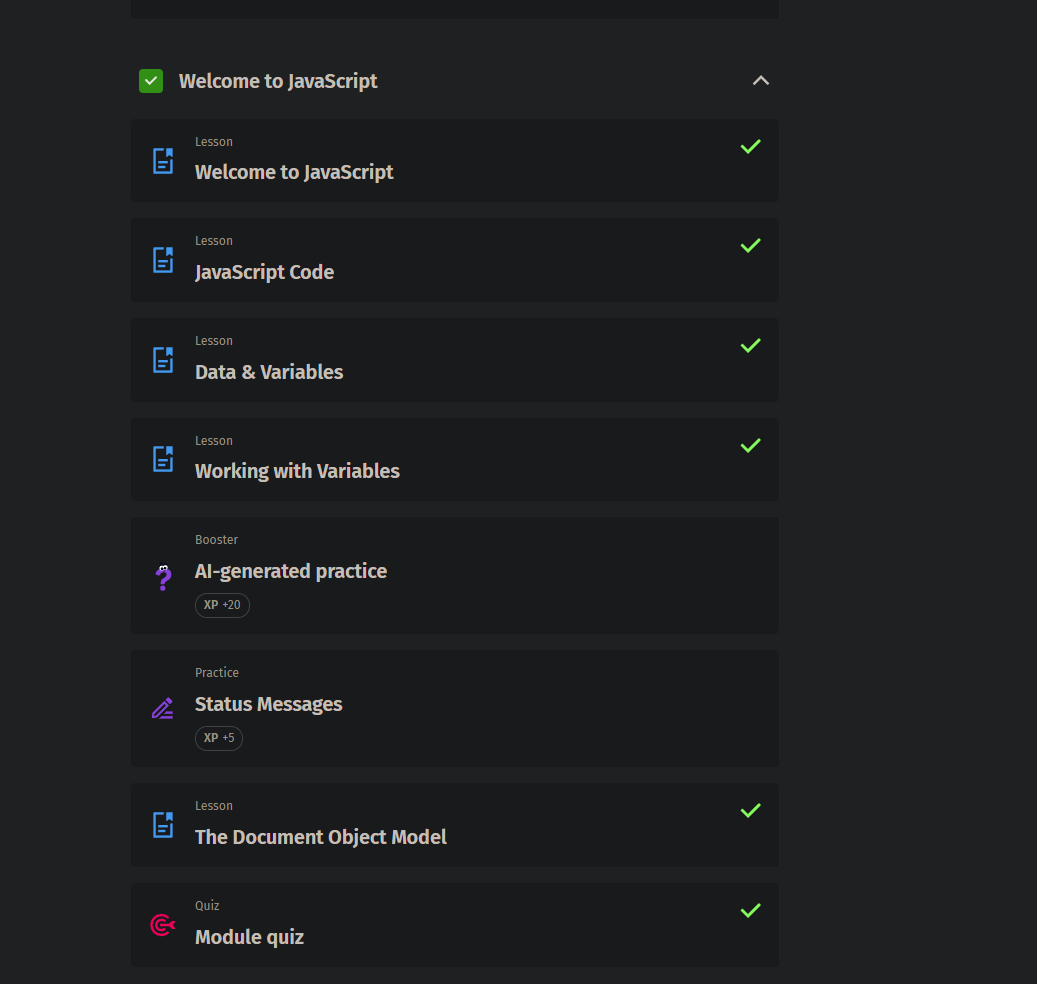 Welcome to JavaScript
Lesson
Welcome to JavaScript
Lesson
JavaScript Code
Lesson
Data & Variables
Lesson
Working with Variables
Booster
AI-generated practice
XP +20
Practice
Status Messages
XP +5
Lesson
The Document Object Model
Quiz
Module quiz